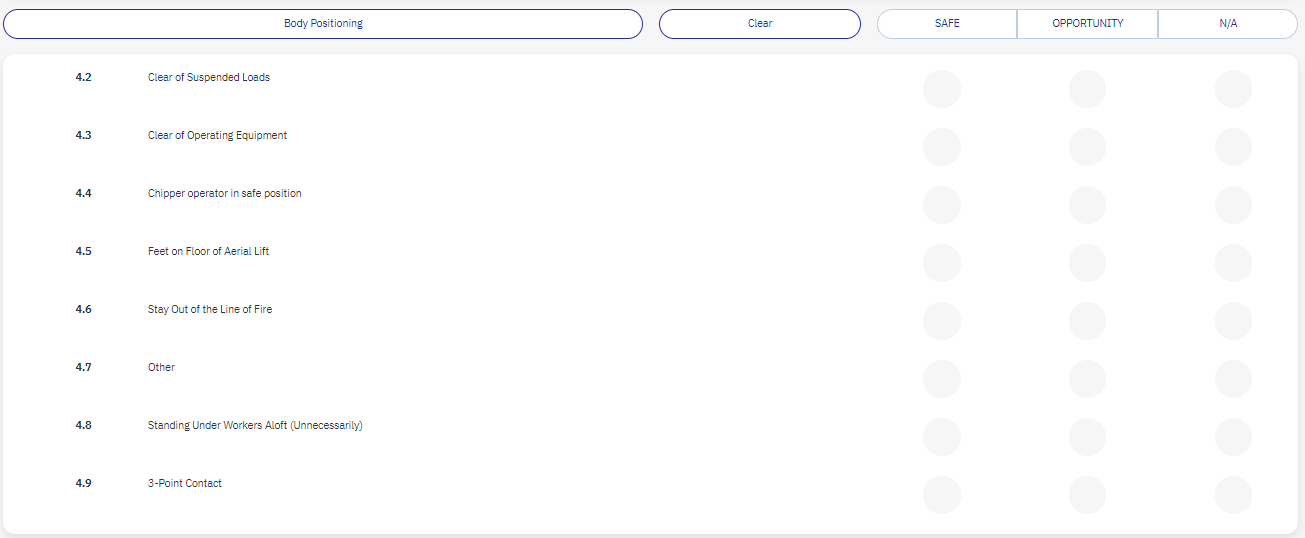 Body Positioning Clear SAFE OPPORTUNITY N/A
4.2 Clear of Suspended Loads
4.3 Clear of Operating Equipment
4.4 Chipper operator in safe position
4.5 Feet on Floor of Aerial Lift
4.6 Stay Out of the Line of Fire
4.7 Other
4.8 Standing Under Workers Aloft (Unnecessarily)
4.9 3-Point Contact